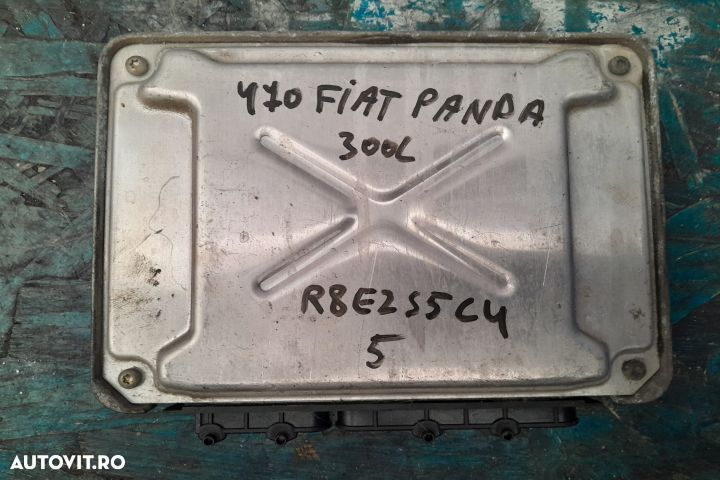 470 FiAT PANDA
300L
R8E2S5C4
5
AUTOVIT.RO